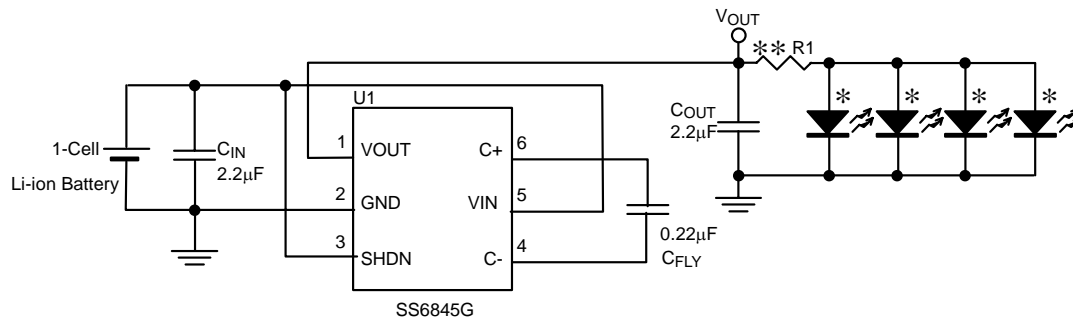 VOUT
** R1
U1
* * * *
COUT
2.2µF
1-Cell
Li-ion Battery
CIN
2.2µF
1
VOUT
C+
6
2
GND
VIN
5
3
SHDN
C-
4
0.22µF
CFLY
SS6845G